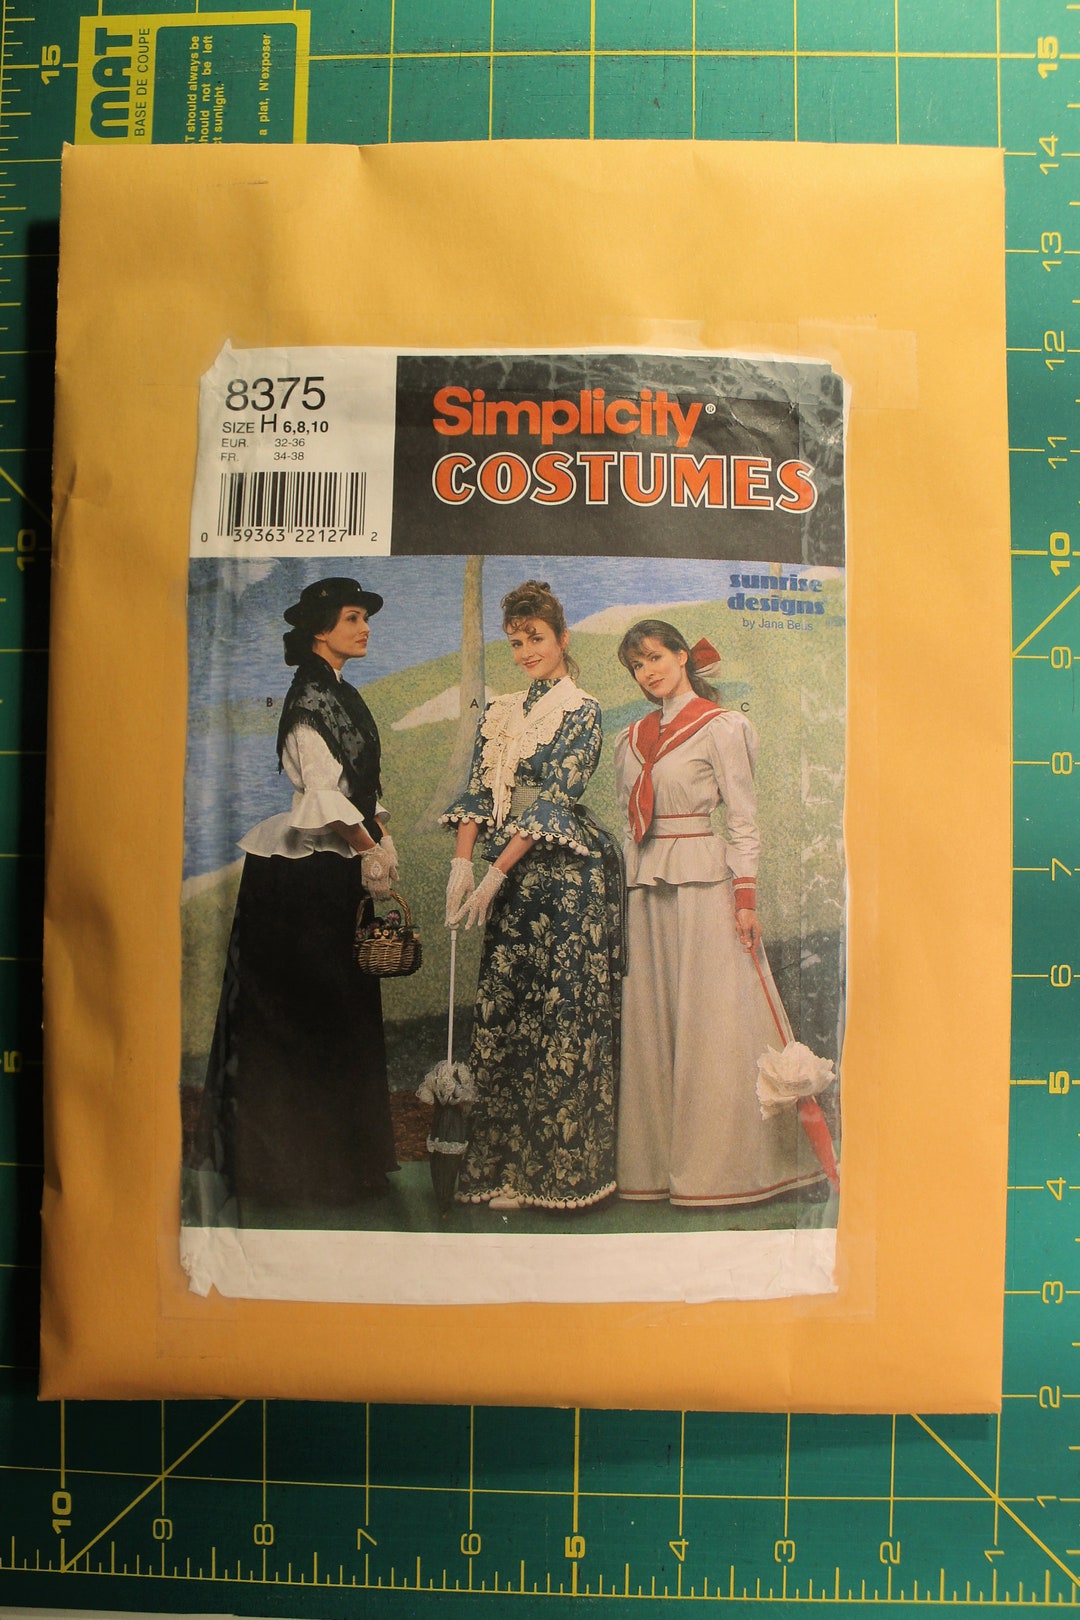 MAT
BASE DE COUPE
T should always be
hould not be left
ct sunlight.
a plat, N'exposer
8375
SIZE H 6,8,10
EUR. 32-36
FR. 34-38
0 39363 22127 2
Simplicity®
COSTUMES
sunrise
designs
by Jana Beus
B
A
C
15
10
5
15
14
13
12
11
10
9
8
7
6
5
4
3
2
1
10
9
8
7
6
5
4
3
2
1